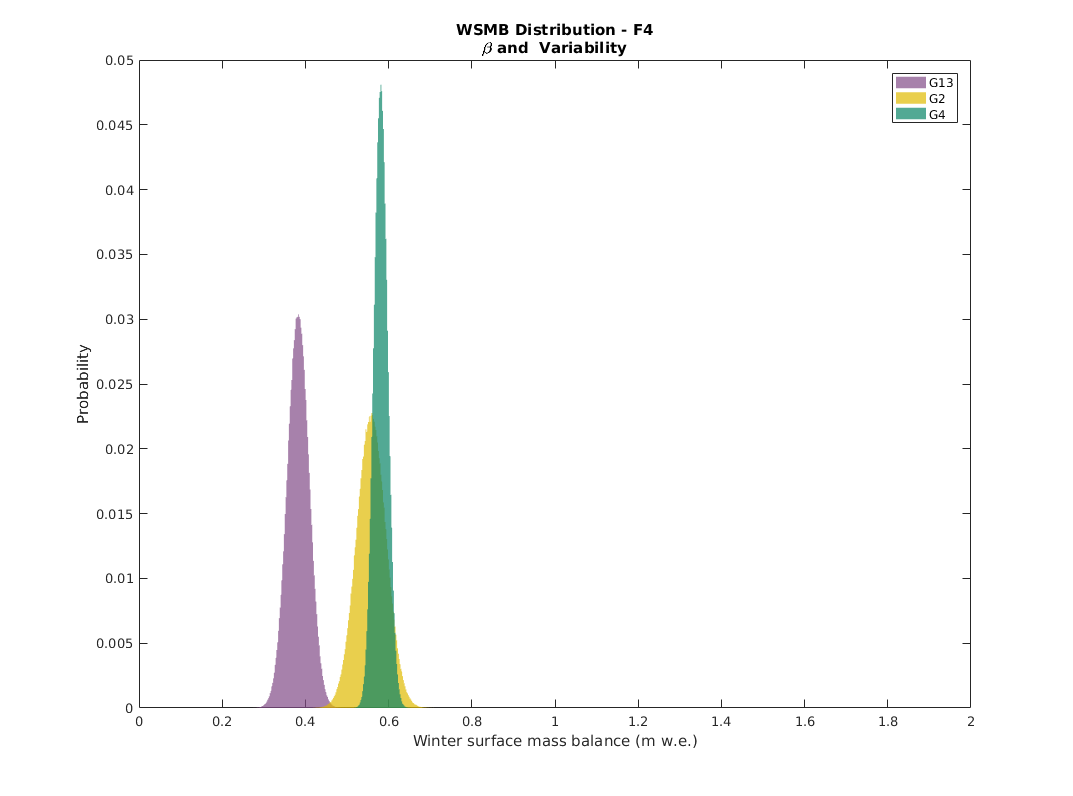 WSMB Distribution - F4
β and  Variability
0.05
0.045
0.04
0.035
0.03
0.025
0.02
0.015
0.01
0.005
0
Probability
0 0.2 0.4 0.6 0.8 1 1.2 1.4 1.6 1.8 2
Winter surface mass balance (m w.e.)
G13
G2
G4